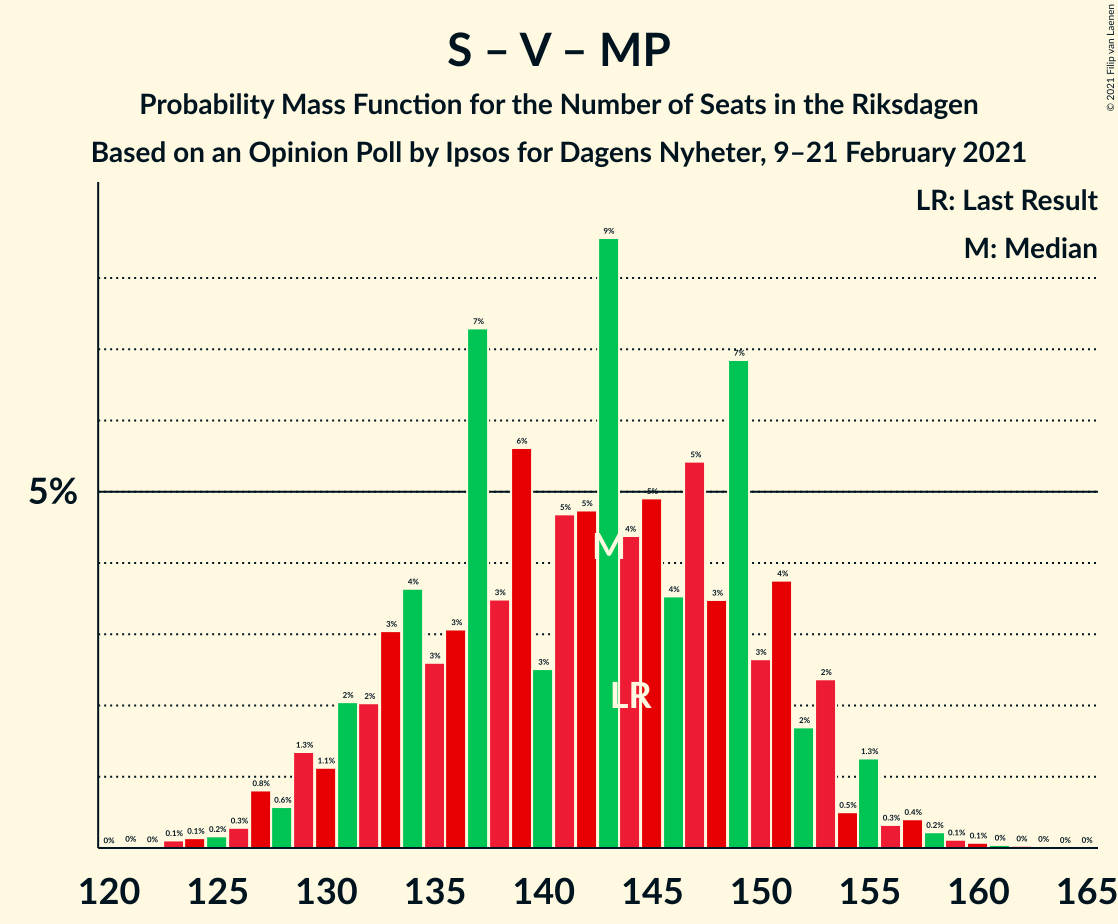 S – V – MP
Probability Mass Function for the Number of Seats in the Riksdagen
Based on an Opinion Poll by Ipsos for Dagens Nyheter, 9–21 February 2021
© 2021 Filip van Laenen
LR: Last Result
M: Median
5%
0% 0% 0% 0.1% 0.1% 0.2% 0.3% 0.8% 0.6% 1.3% 1.1% 2% 2% 3% 4% 3% 3% 7% 3% 6% 3% 5% 5% 9% 4% 5% 4% 5% 3% 7% 3% 4% 2% 2% 0.5% 1.3% 0.3% 0.4% 0.2% 0.1% 0.1% 0% 0% 0% 0% 0%
M
LR
120 125 130 135 140 145 150 155 160 165